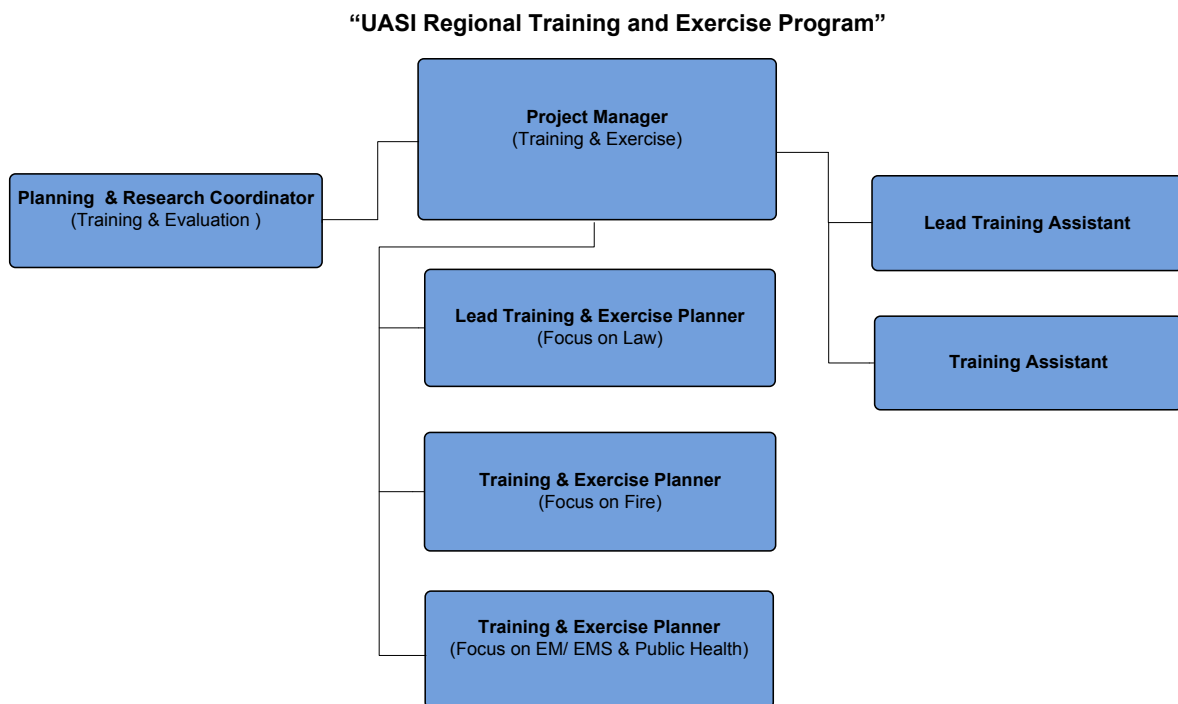 “UASI Regional Training and Exercise Program”
Project Manager
(Training & Exercise)
Planning & Research Coordinator
(Training & Evaluation )
Lead Training Assistant
Lead Training & Exercise Planner
(Focus on Law)
Training Assistant
Training & Exercise Planner
(Focus on Fire)
Training & Exercise Planner
(Focus on EM/ EMS & Public Health)